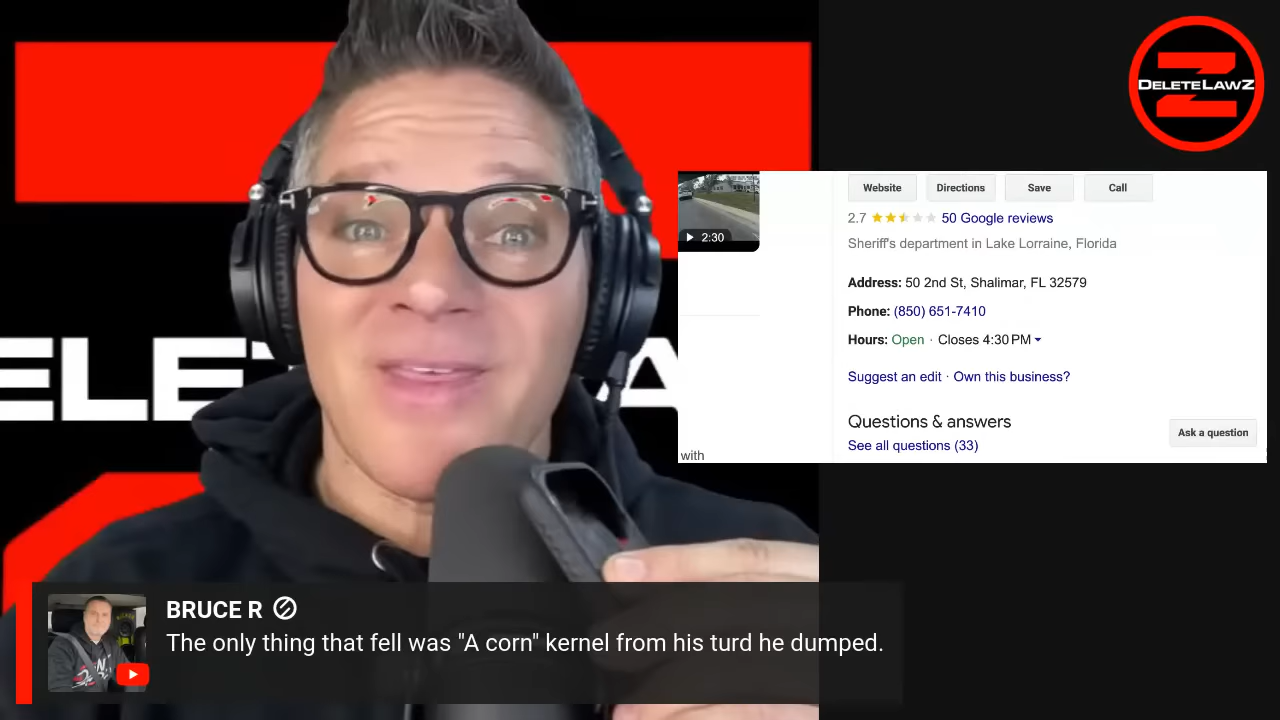 DELETELAWZ
ELETE
A
2:30
with
Website Directions Save Call
2.7 50 Google reviews
Sheriff's department in Lake Lorraine, Florida
Address: 50 2nd St, Shalimar, FL 32579
Phone: (850) 651-7410
Hours: Open · Closes 4:30 PM
Suggest an edit · Own this business?
Questions & answers
See all questions (33)
Ask a question
BRUCE R
The only thing that fell was "A corn" kernel from his turd he dumped.